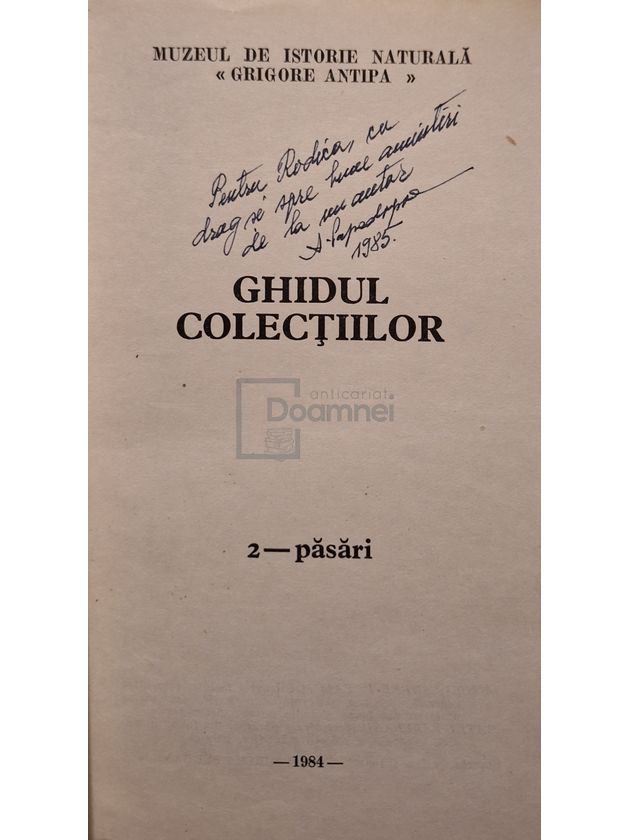 MUZEUL DE ISTORIE NATURALĂ
« GRIGORE ANTIPA »
Pentru Rodica, cu
drag și spre bune amintiri
de la un autor
1985.
GHIDUL
COLECŢIILOR
anticariat
Doamnei
2 — păsări
— 1984 —